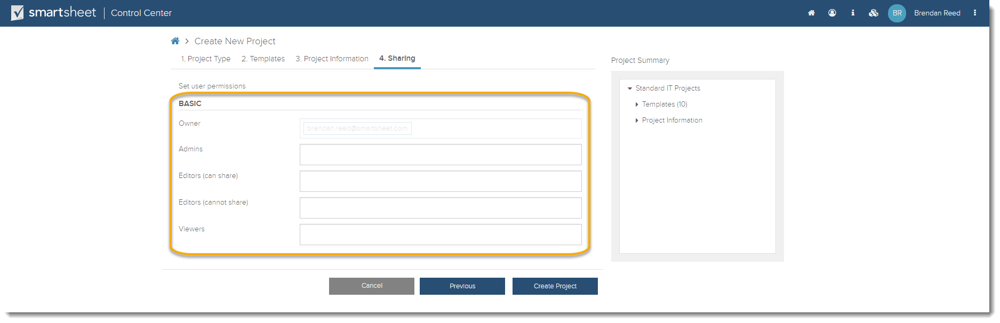 smartsheet | Control Center
BR Brendan Reed
> Create New Project
1. Project Type 2. Templates 3. Project Information 4. Sharing
Set user permissions
BASIC
Owner brendan.reed@smartsheet.com
Admins
Editors (can share)
Editors (cannot share)
Viewers
Cancel Previous Create Project
Project Summary
Standard IT Projects
Templates (10)
Project Information